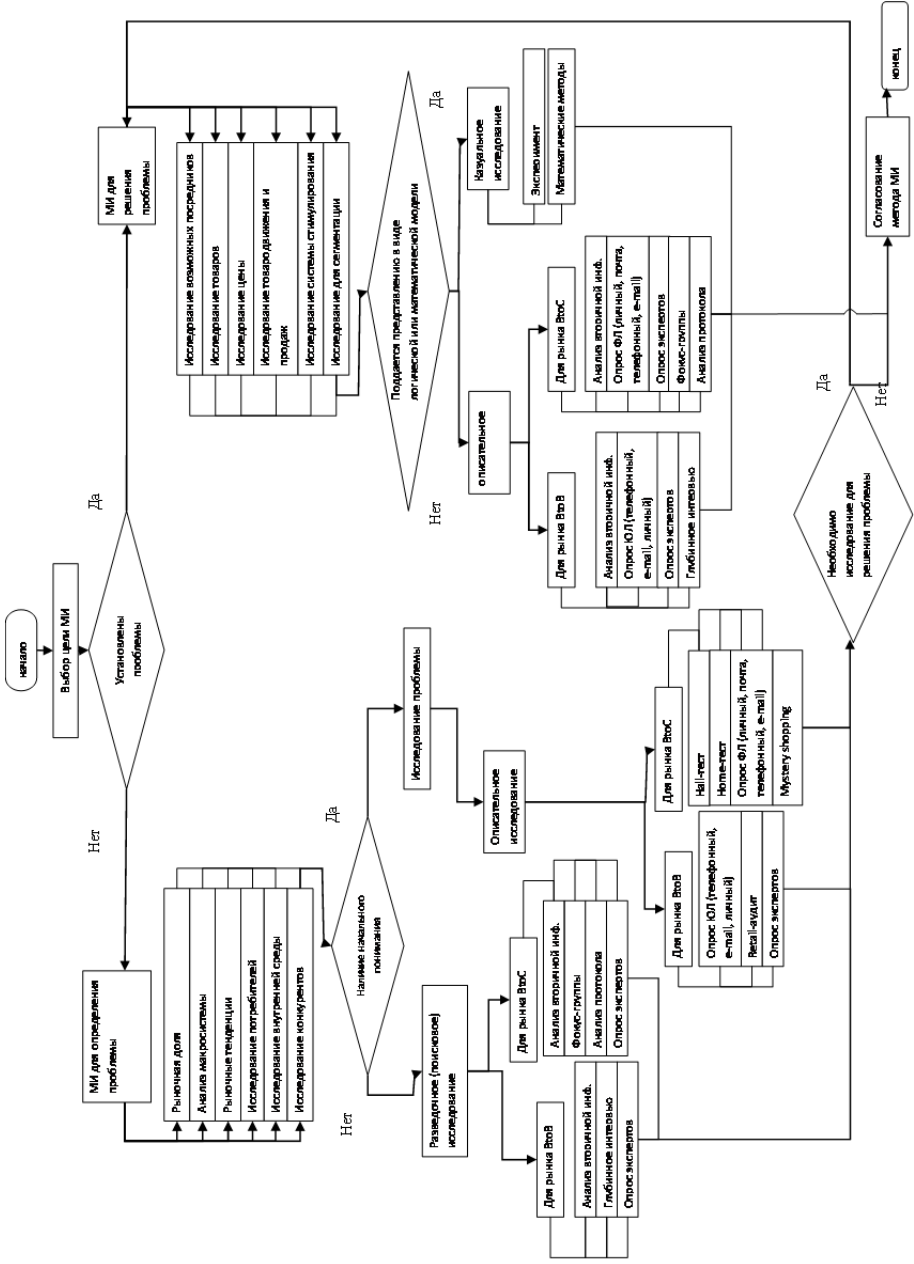 начало
Выбор цели МИ
Установлены
проблемы
Нет
Да
МИ для определения
проблемы
Рыночная доля
Анализ макросистемы
Рыночные тенденции
Исследование потребителей
Исследование внутренней среды
Исследование конкурентов
Наличие начального
понимания
Нет
Да
Разведочное (поисковое)
исследование
Для рынка BtoB
Анализ вторичной инф.
Глубинное интервью
Опрос экспертов
Для рынка BtoC
Анализ вторичной инф.
Фокус-группы
Анализ протокола
Опрос экспертов
Исследование проблемы
Описательное
исследование
Для рынка BtoB
Опрос ЮЛ (телефонный,
e-mail, личный)
Retail-аудит
Опрос экспертов
Для рынка BtoC
Hall-тест
Home-тест
Опрос ФЛ (личный, почта,
телефонный, e-mail)
Mystery shopping
МИ для
решения
проблемы
Исследование возможных посредников
Исследование товаров
Исследование цены
Исследование товародвижения и
продаж
Исследование системы стимулирования
Исследование для сегментации
Поддается представлению в виде
логической или математической модели
Нет
Да
описательное
Для рынка BtoB
Анализ вторичной инф.
Опрос ЮЛ (телефонный,
e-mail, личный)
Опрос экспертов
Глубинное интервью
Для рынка BtoC
Анализ вторичной инф.
Опрос ФЛ (личный, почта,
телефонный, e-mail)
Опрос экспертов
Фокус-группы
Анализ протокола
Казуальное
исследование
Эксперимент
Математические методы
Необходимо
исследование для
решения проблемы
Да
Нет
Согласование
метода МИ
конец